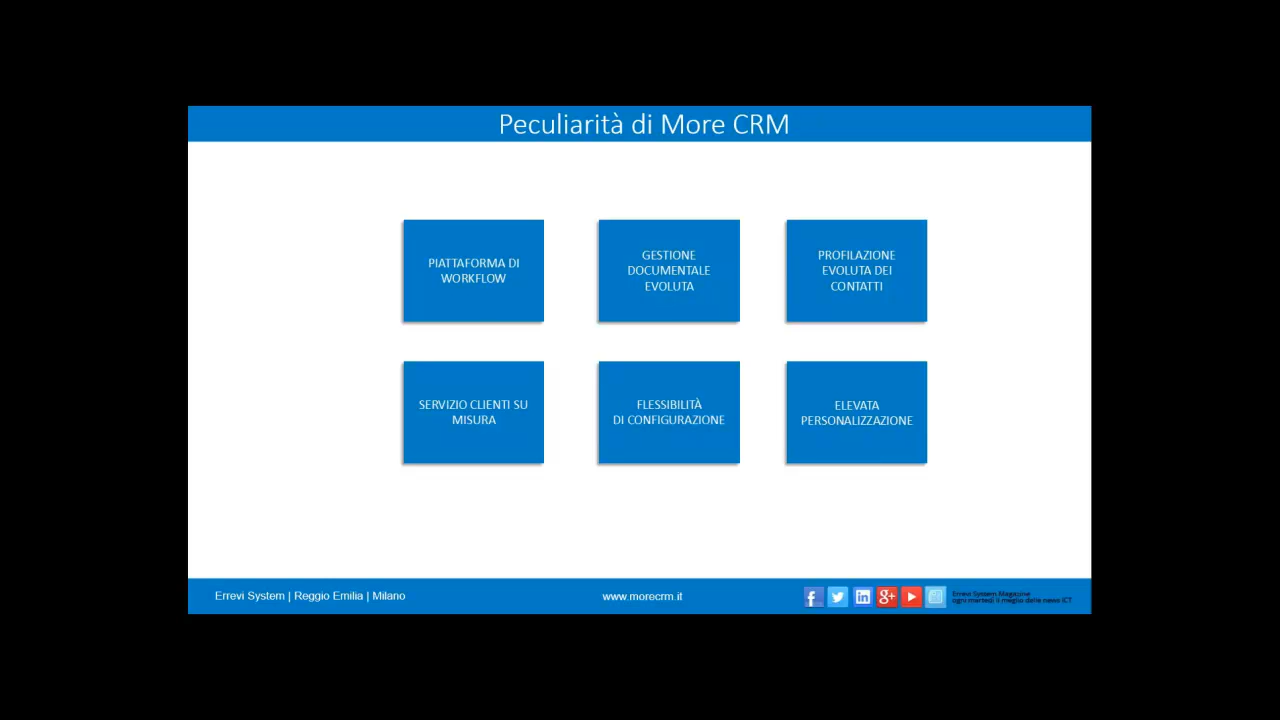 Peculiarità di More CRM
PIATTAFORMA DI
WORKFLOW
GESTIONE
DOCUMENTALE
EVOLUTA
PROFILAZIONE
EVOLUTA DEI
CONTATTI
SERVIZIO CLIENTI SU
MISURA
FLESSIBILITÀ
DI CONFIGURAZIONE
ELEVATA
PERSONALIZZAZIONE
Errevi System | Reggio Emilia | Milano
www.morecrm.it
Errevi System Magazine
ogni martedì il meglio delle news ICT